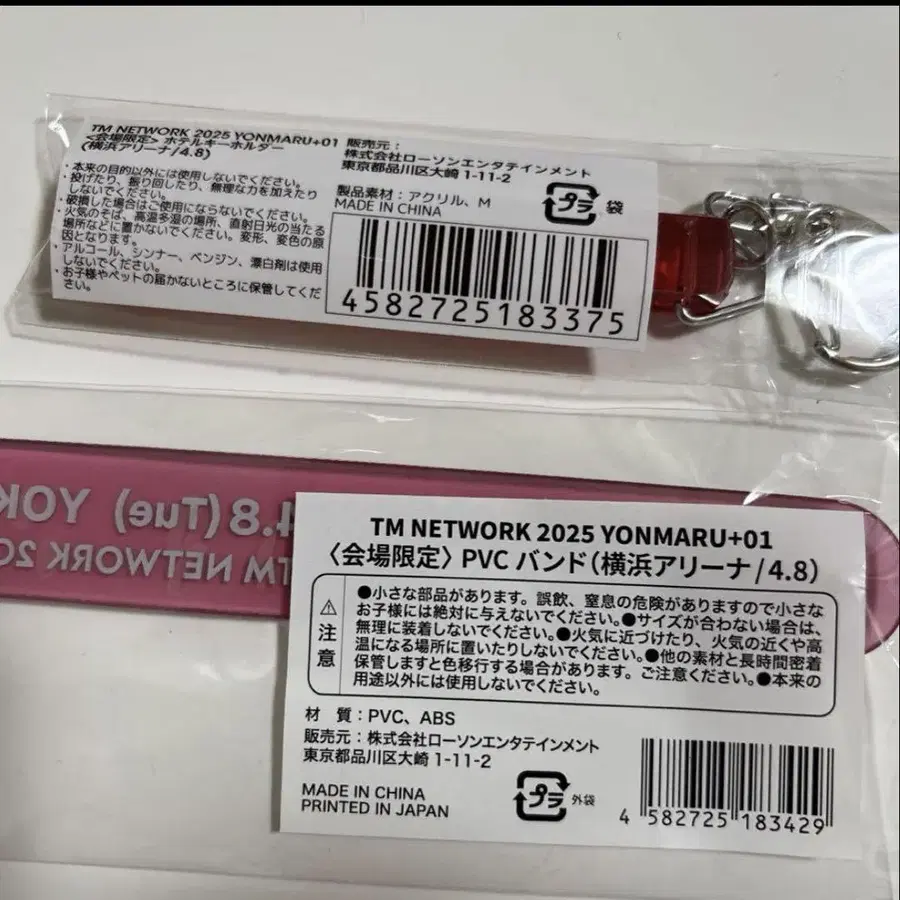 TM NETWORK 2025 YONMARU+01
<会場限定> ホテルキーホルダー
(横浜アリーナ/4.8)
・本来の目的以外には使用しないでください。
・投げたり、振り回したり、無理な力を加えたり
しないでください。
・破損した場合はご使用にならないでください。
・火気のそば、高温多湿の場所、直射日光の当たる
場所などに置かないでください。変形、変色の原
因となります。
・アルコール、シンナー、ベンジン、漂白剤は使用
しないでください。
・お子様やペットの届かないところに保管してくだ
さい。
販売元：
株式会社ローソンエンタテインメント
東京都品川区大崎 1-11-2
製品素材：アクリル、M
MADE IN CHINA
プラ 袋
4582725183375
4.8(Tue) YOK
TM NETWORK 20
TM NETWORK 2025 YONMARU+01
〈会場限定〉PVC バンド(横浜アリーナ/4.8)
⚠注意
●小さな部品があります。誤飲、窒息の危険がありますので小さな
お子様には絶対に与えないでください。●サイズが合わない場合は、
無理に装着しないでください。●火気に近づけたり、火気の近くや高
温になる場所に置いたりしないでください。●他の素材と長時間密着
保管しますと色移行する場合があります。ご注意ください。●本来の
用途以外には使用しないでください。
材　質：PVC、ABS
販売元：株式会社ローソンエンタテインメント
東京都品川区大崎 1-11-2
MADE IN CHINA
PRINTED IN JAPAN
プラ 外袋
4 582725 183429